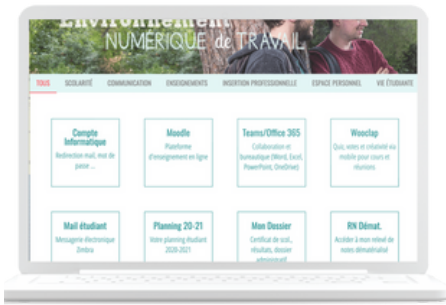 Environnement
NUMÉRIQUE de TRAVAIL
TOUS SCOLARITÉ COMMUNICATION ENSEIGNEMENTS INSERTION PROFESSIONNELLE ESPACE PERSONNEL VIE ÉTUDIANTE
Compte
Informatique
Redirection mail, mot de
passe ...
Moodle
Plateforme
d'enseignement en ligne
Teams/Office 365
Collaboration et
bureautique (Word, Excel,
PowerPoint, OneDrive)
Wooclap
Quiz, votes et créativité via
mobile pour cours et
réunions
Mail étudiant
Messagerie électronique
Zimbra
Planning 20-21
Votre planning étudiant
2020-2021
Mon Dossier
Certificat de scol.,
résultats, dossier
administratif
RN Démat.
Accéder à mon relevé de
notes dématérialisé